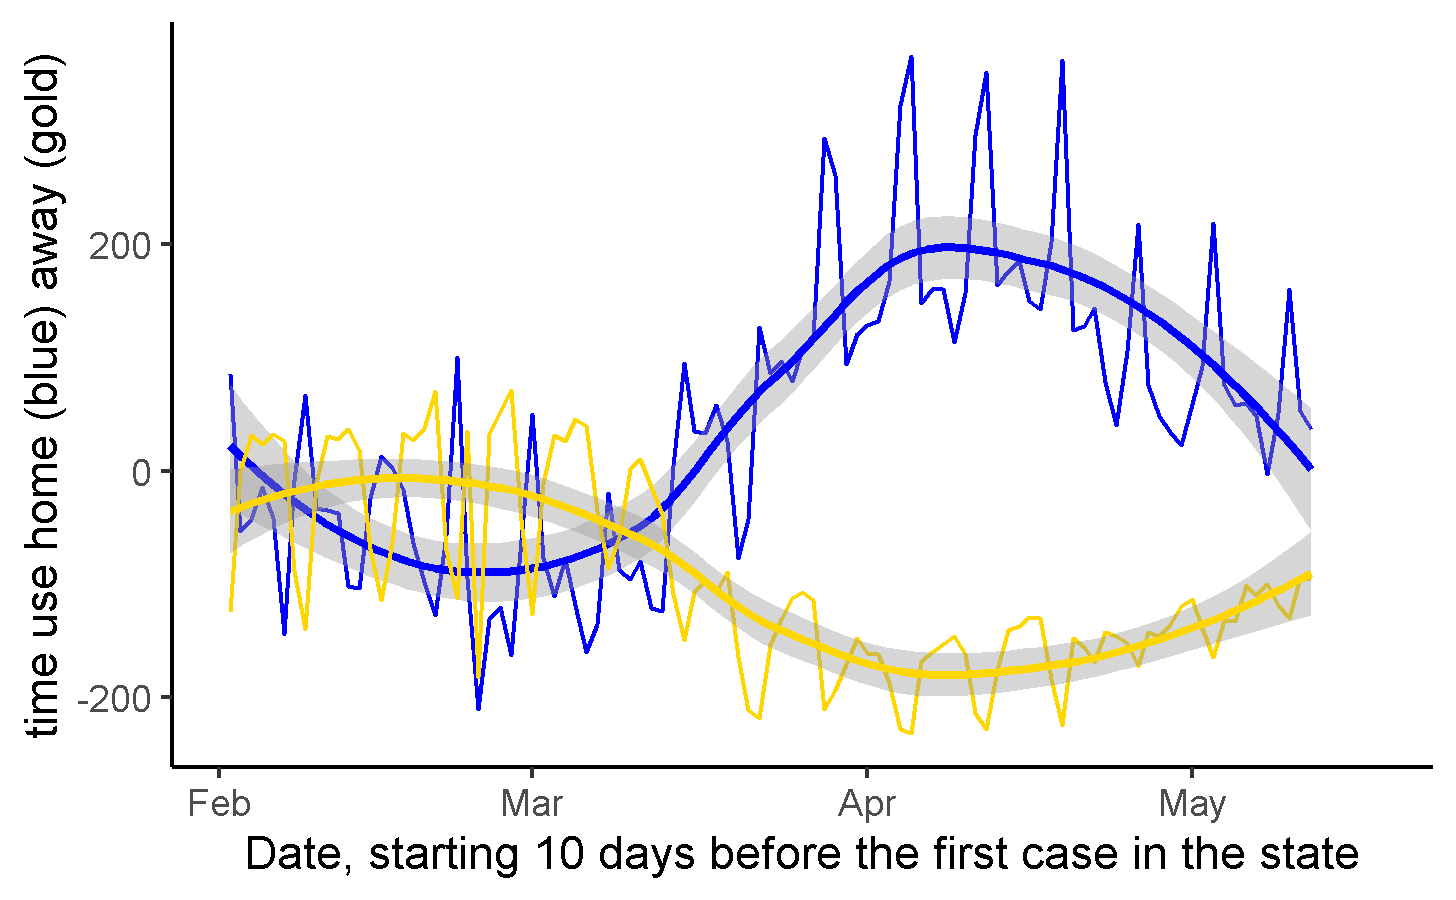 time use home (blue) away (gold)
200
0
-200
Feb Mar Apr May
Date, starting 10 days before the first case in the state